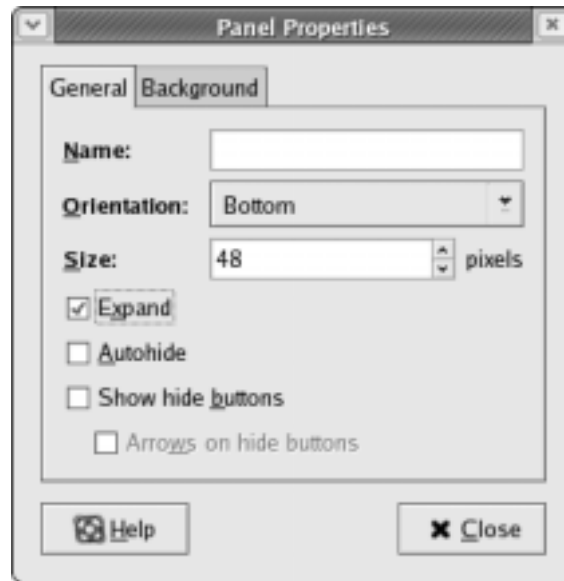 Panel Properties
General Background
Name:
Orientation: Bottom
Size: 48 pixels
Expand
Autohide
Show hide buttons
Arrows on hide buttons
Help Close